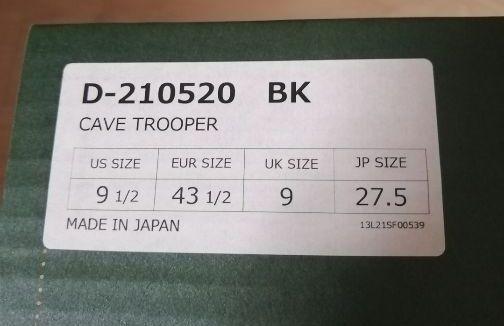 D-210520 BK
CAVE TROOPER
US SIZE EUR SIZE UK SIZE JP SIZE
9 1/2 43 1/2 9 27.5
MADE IN JAPAN 13L21SF00539